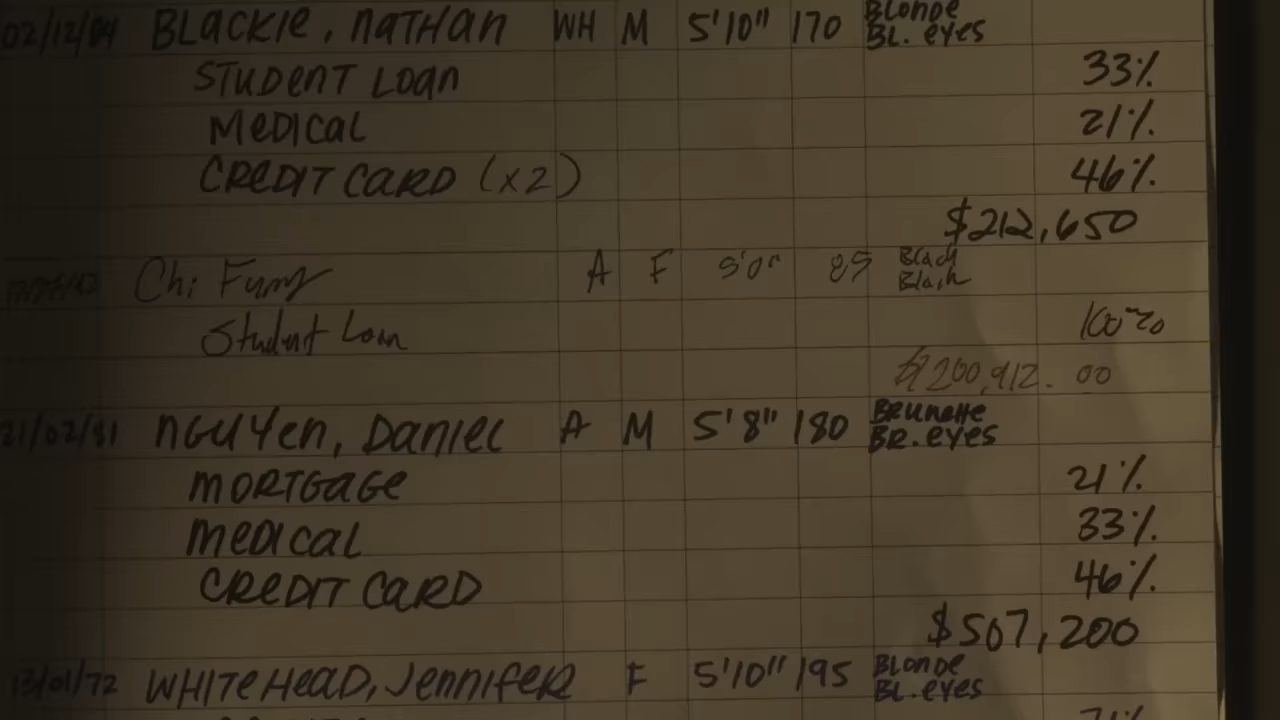 02/12/84 BLACKIE, NATHAN WH M 5'10" 170 BLONDE BL. EYES
STUDENT LOAN 33%
MEDICAL 21%
CREDIT CARD (X2) 46%
$212,650
Chi Fung A F 5'0" 85 Black Black
Student Loan 100%
$200,912.00
21/02/81 NGUYEN, DANIEL A M 5'8" 180 BRUNETTE BR. EYES
MORTGAGE 21%
MEDICAL 33%
CREDIT CARD 46%
$507,200
13/01/72 WHITEHEAD, JENNIFER F 5'10" 195 BLONDE BL. EYES
71%